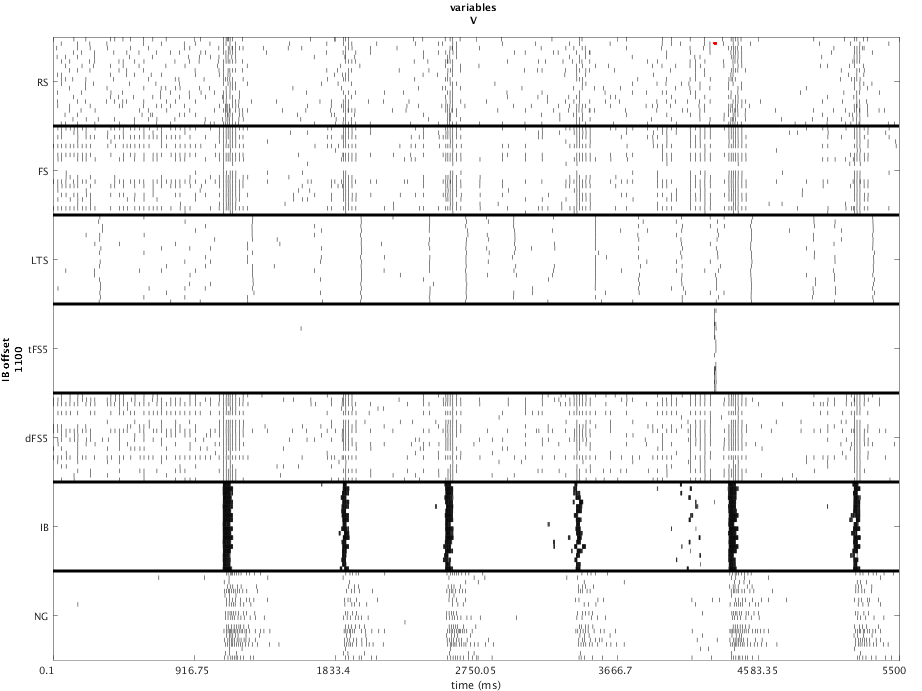 variables
V
RS
FS
LTS
tFS5
dFS5
IB
NG
IB offset
1100
0.1
916.75
1833.4
2750.05
3666.7
4583.35
5500
time (ms)